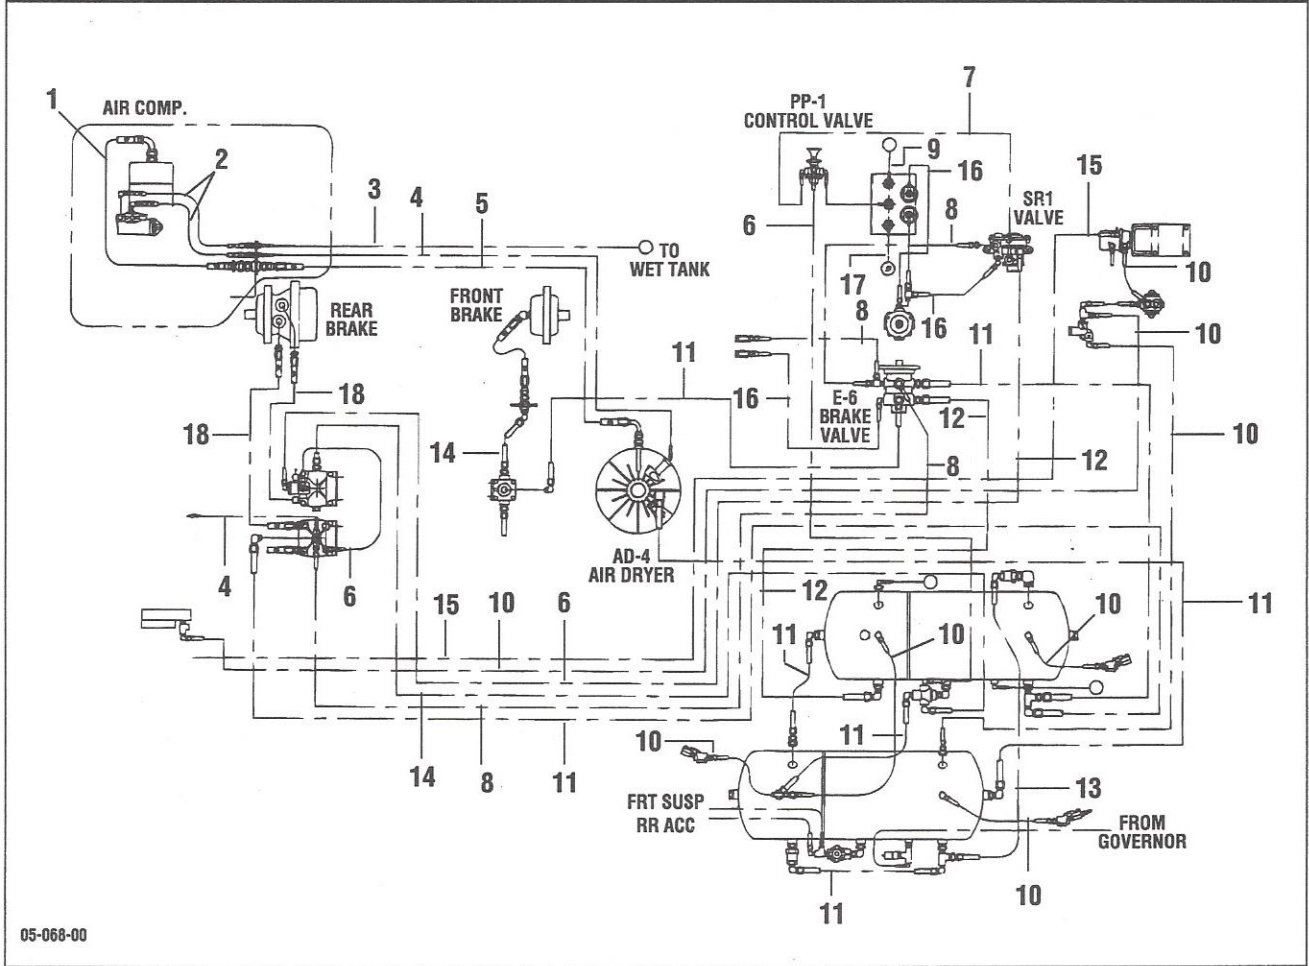 7
PP-1
CONTROL VALVE
1
AIR COMP.
2
9
16
15
3
4
5
6
8
SR1
VALVE
TO
WET TANK
17
10
REAR
BRAKE
FRONT
BRAKE
8
16
11
11
10
18
16
E-6
BRAKE
VALVE
12
18
14
8
12
10
AD-4
AIR DRYER
4
6
12
15
10
6
11
10
10
11
14
8
11
10
11
13
FRT SUSP
RR ACC
FROM
GOVERNOR
10
11
05-068-00